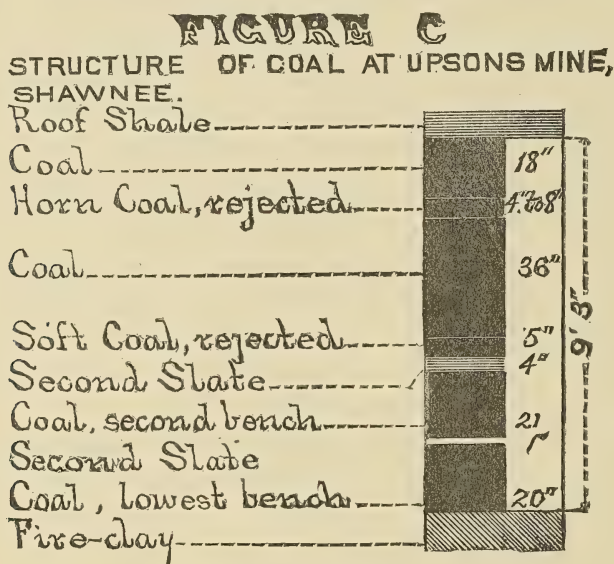 FIGURE C
STRUCTURE OF COAL AT UPSONS MINE,
SHAWNEE.
Roof Shale
Coal 18"
Horn Coal, rejected 4" to 8"
Coal 36"
Soft Coal, rejected 5"
Second Slate 4"
Coal, second bench 21
Second Slate 1"
Coal, lowest bench 20"
Fire-clay
9' 3"